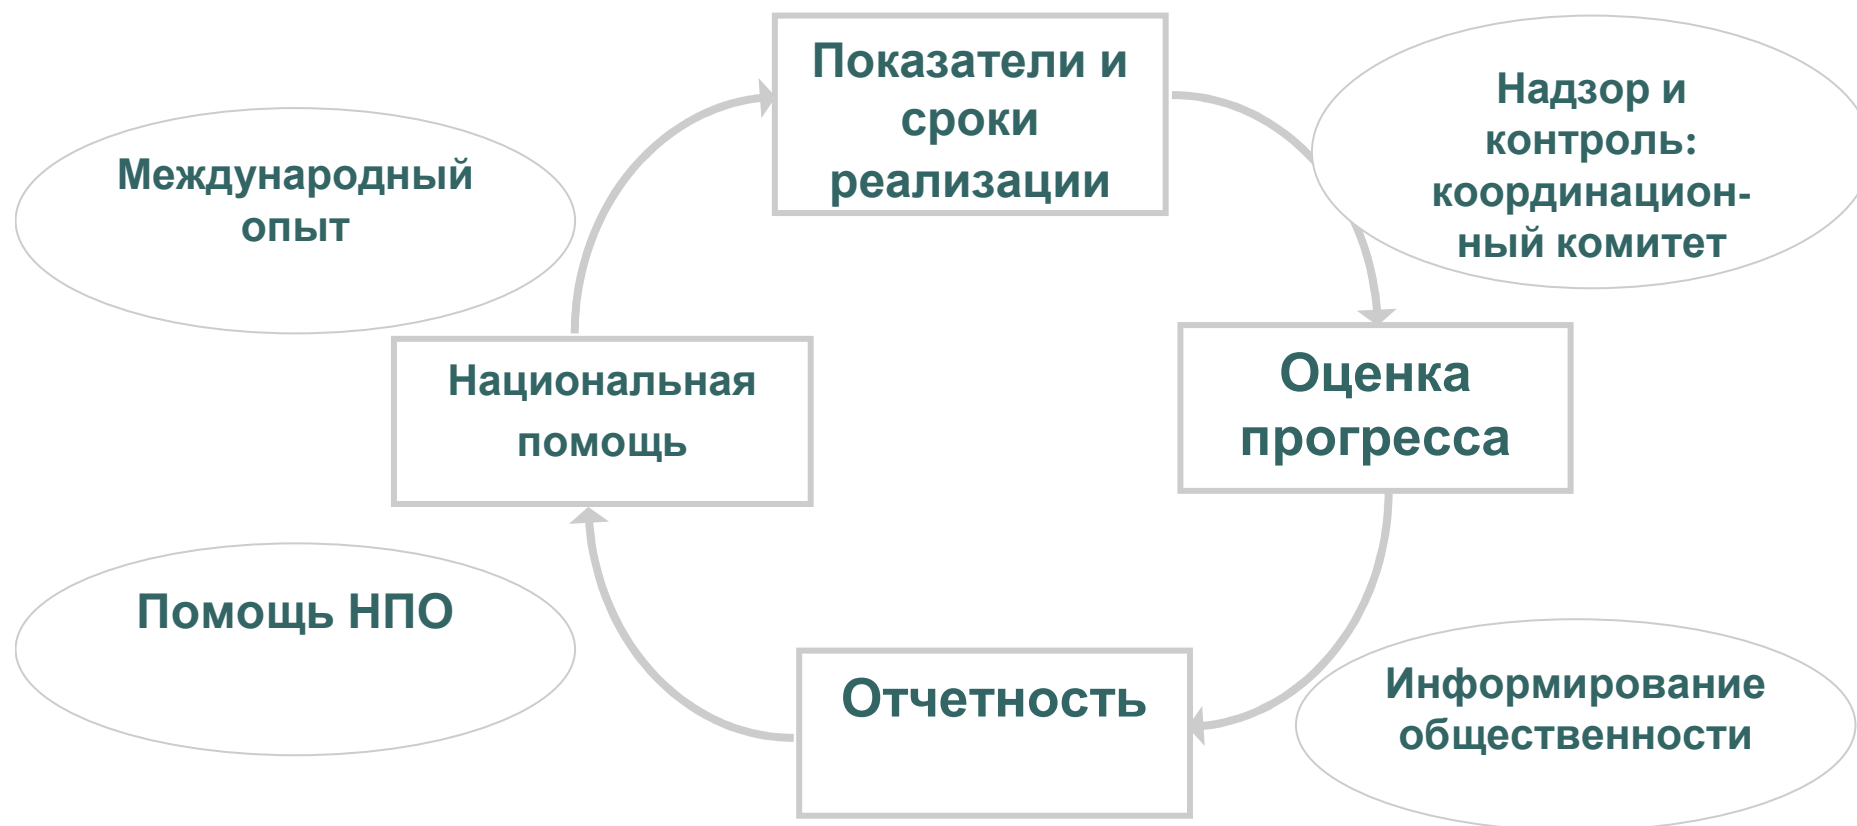 Показатели и
сроки
реализации
Надзор и
контроль:
координацион-
ный комитет
Международный
опыт
Национальная
помощь
Оценка
прогресса
Помощь НПО
Отчетность
Информирование
общественности